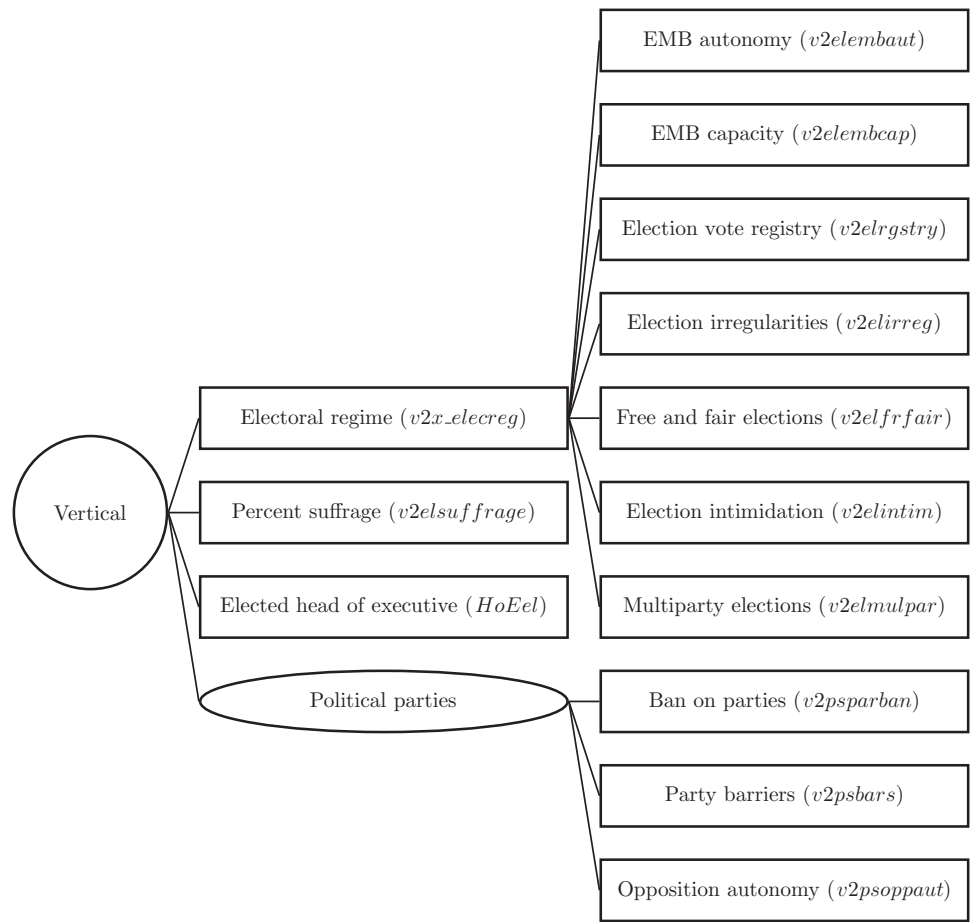 EMB autonomy (v2elembaut)
EMB capacity (v2elembcap)
Election vote registry (v2elrgstry)
Election irregularities (v2elirreg)
Electoral regime (v2x_elecreg)
Free and fair elections (v2elfrfair)
Vertical
Percent suffrage (v2elsuffrage)
Election intimidation (v2elintim)
Elected head of executive (HoEel)
Multiparty elections (v2elmulpar)
Political parties
Ban on parties (v2psparban)
Party barriers (v2psbars)
Opposition autonomy (v2psoppaut)